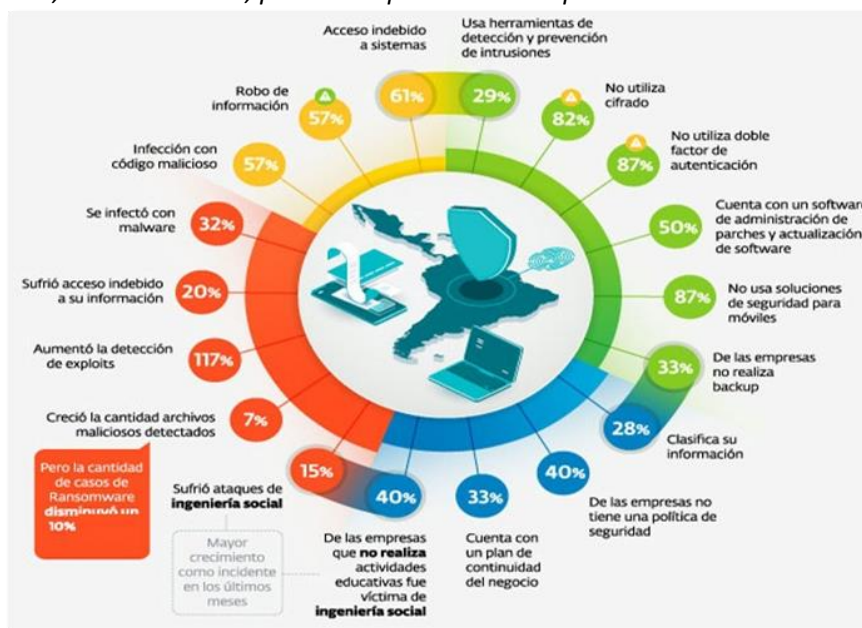 Acceso indebido
a sistemas
61%
Usa herramientas de
detección y prevención
de intrusiones
29%
No utiliza
cifrado
82%
No utiliza doble
factor de
autenticación
87%
Cuenta con un software
de administración de
parches y actualización
de software
50%
No usa soluciones
de seguridad para
móviles
87%
De las empresas
no realiza
backup
33%
Clasifica su
información
28%
De las empresas no
tiene una política de
seguridad
40%
Cuenta con
un plan de
continuidad
del negocio
33%
De las empresas
que no realiza
actividades
educativas fue
víctima de
ingeniería social
40%
Sufrió ataques de
ingeniería social
15%
Mayor
crecimiento
como incidente
en los últimos
meses
Creció la cantidad archivos
maliciosos detectados
7%
Pero la cantidad
de casos de
Ransomware
disminuyó un
10%
Aumentó la detección
de exploits
117%
Sufrió acceso indebido
a su información
20%
Se infectó con
malware
32%
Infección con
código malicioso
57%
Robo de
información
57%